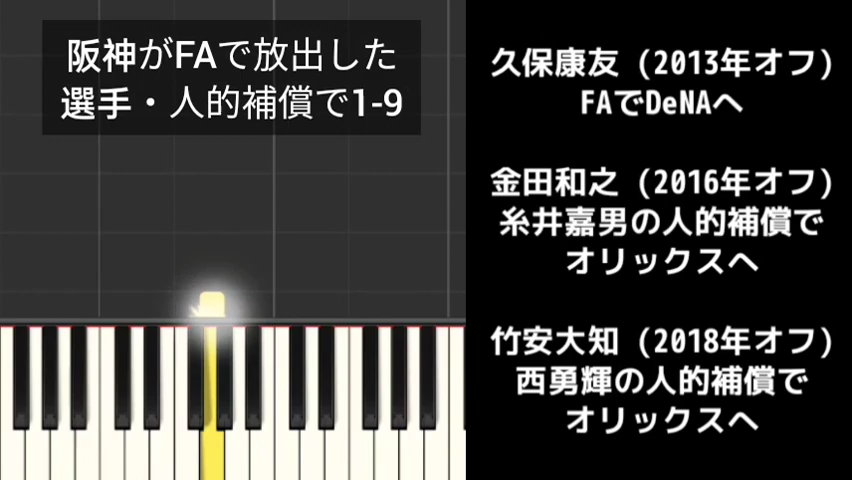 阪神がFAで放出した
選手・人的補償で1-9
久保康友 (2013年オフ)
FAでDeNAへ
金田和之 (2016年オフ)
糸井嘉男の人的補償で
オリックスへ
竹安大知 (2018年オフ)
西勇輝の人的補償で
オリックスへ